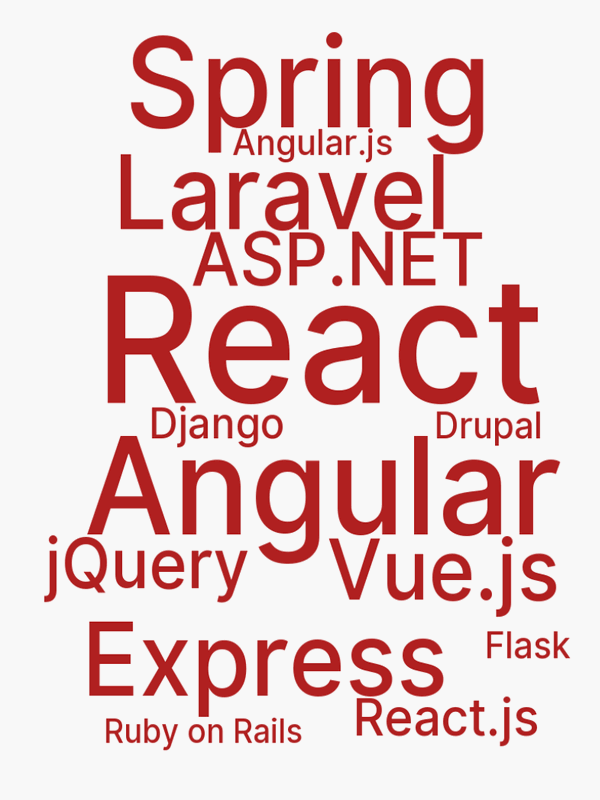 Spring
Angular.js
Laravel
ASP.NET
React
Django
Drupal
Angular
jQuery
Vue.js
Express
Flask
React.js
Ruby on Rails